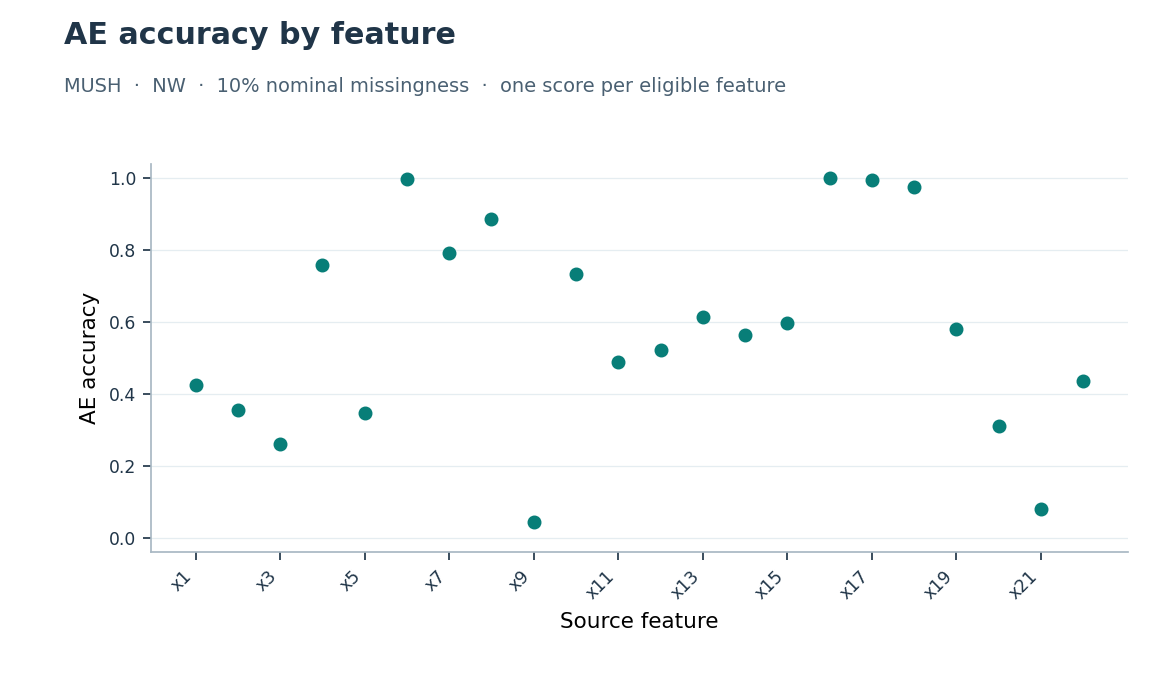 AE accuracy by feature
MUSH · NW · 10% nominal missingness · one score per eligible feature
AE accuracy
1.0
0.8
0.6
0.4
0.2
0.0
x1 x3 x5 x7 x9 x11 x13 x15 x17 x19 x21
Source feature